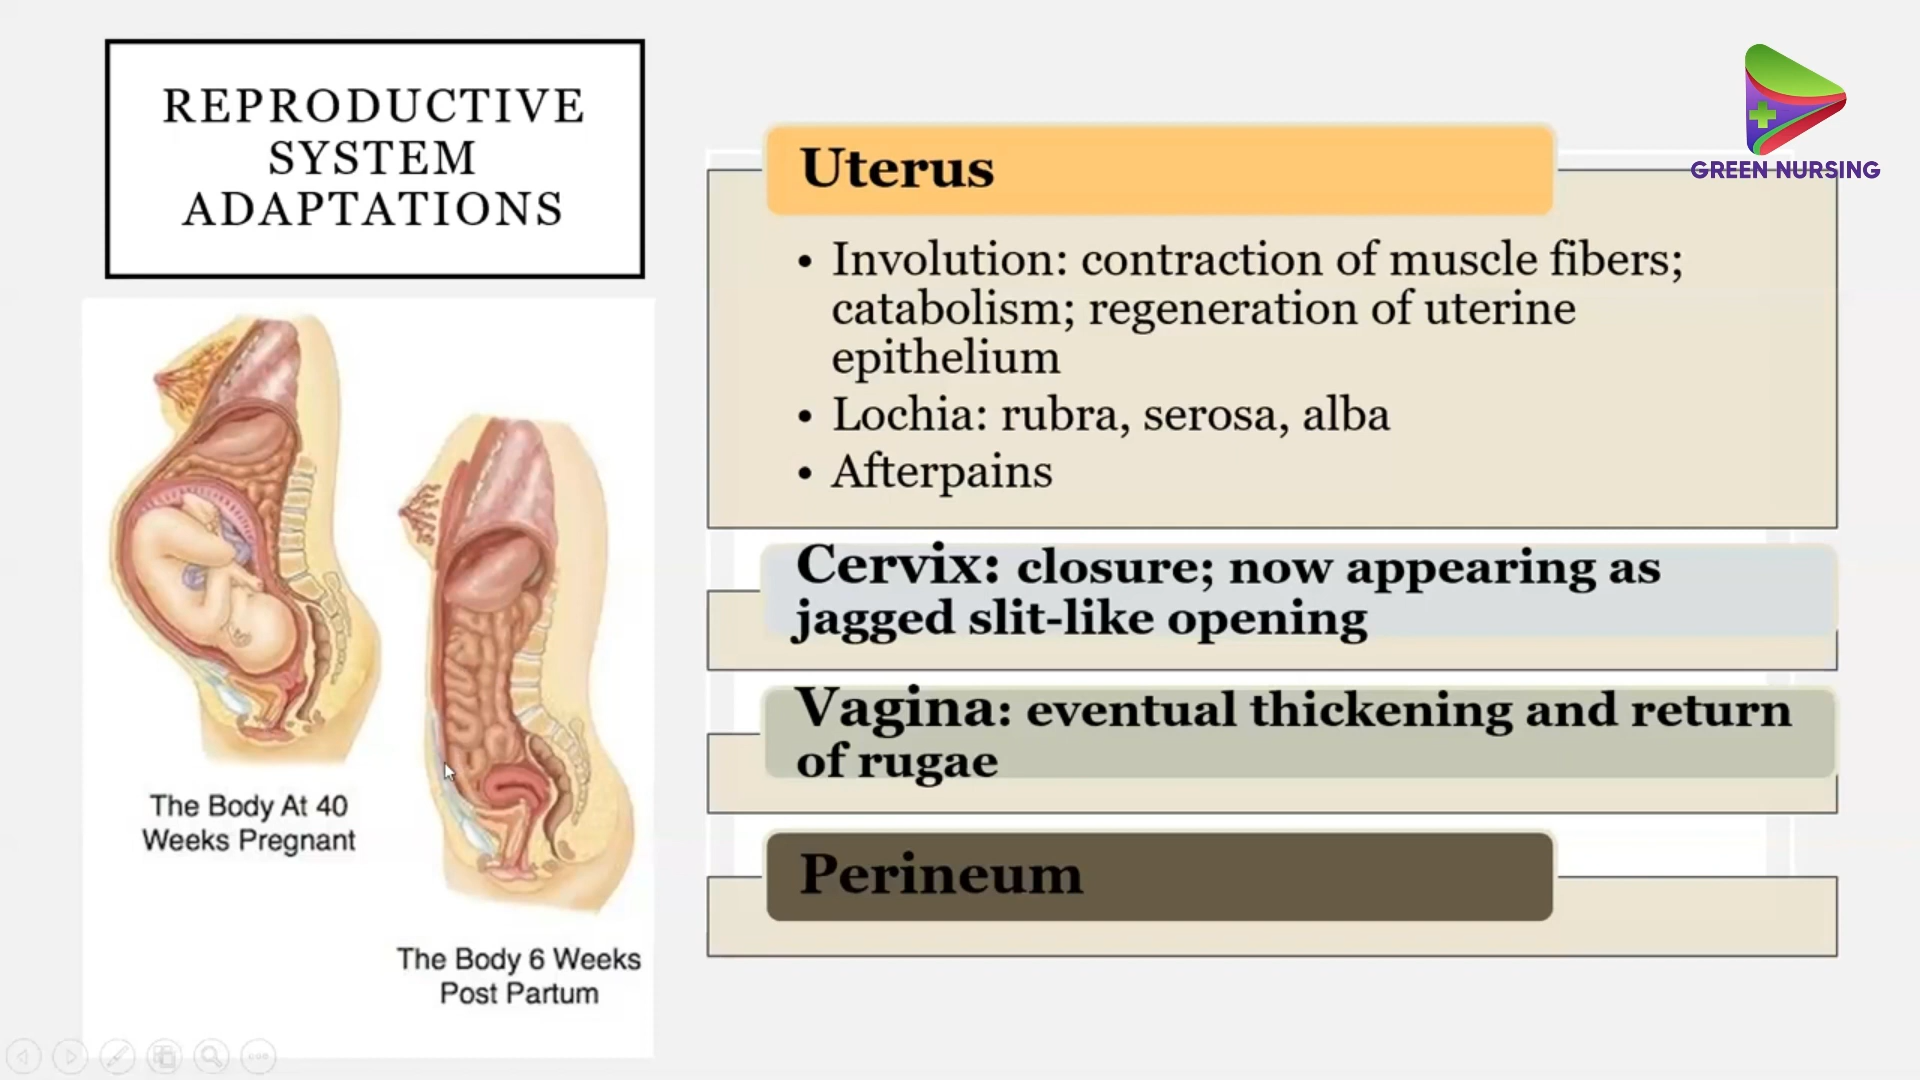 REPRODUCTIVE
SYSTEM
ADAPTATIONS
The Body At 40
Weeks Pregnant
The Body 6 Weeks
Post Partum
GREEN NURSING
Uterus
• Involution: contraction of muscle fibers;
catabolism; regeneration of uterine
epithelium
• Lochia: rubra, serosa, alba
• Afterpains
Cervix: closure; now appearing as
jagged slit-like opening
Vagina: eventual thickening and return
of rugae
Perineum